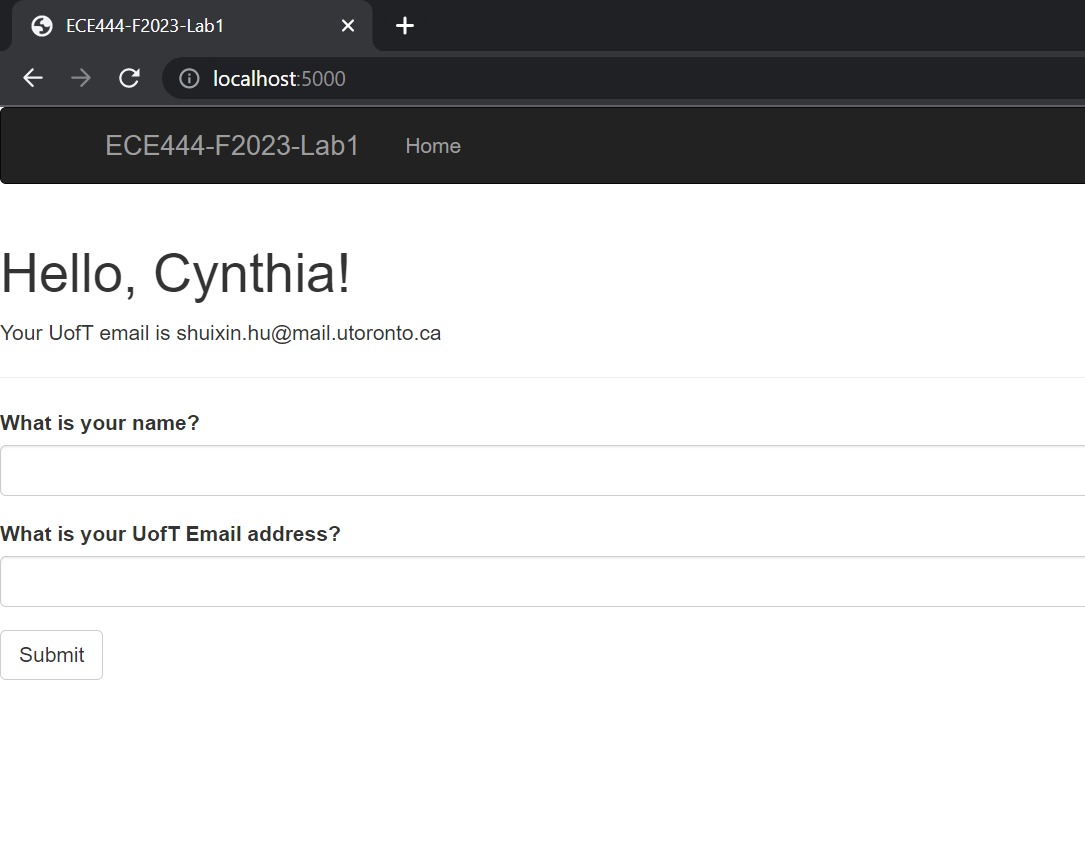 ECE444-F2023-Lab1
localhost:5000
ECE444-F2023-Lab1 Home
Hello, Cynthia!
Your UofT email is shuixin.hu@mail.utoronto.ca
What is your name?
What is your UofT Email address?
Submit